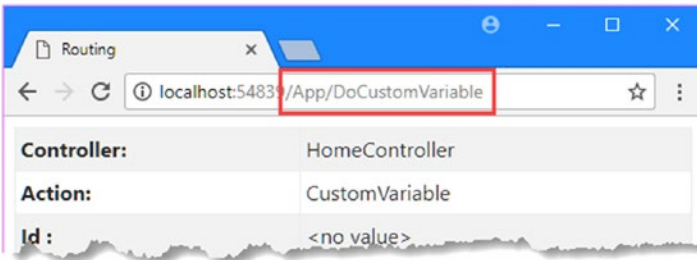 Routing
localhost:54839/App/DoCustomVariable
Controller: HomeController
Action: CustomVariable
Id : <no value>